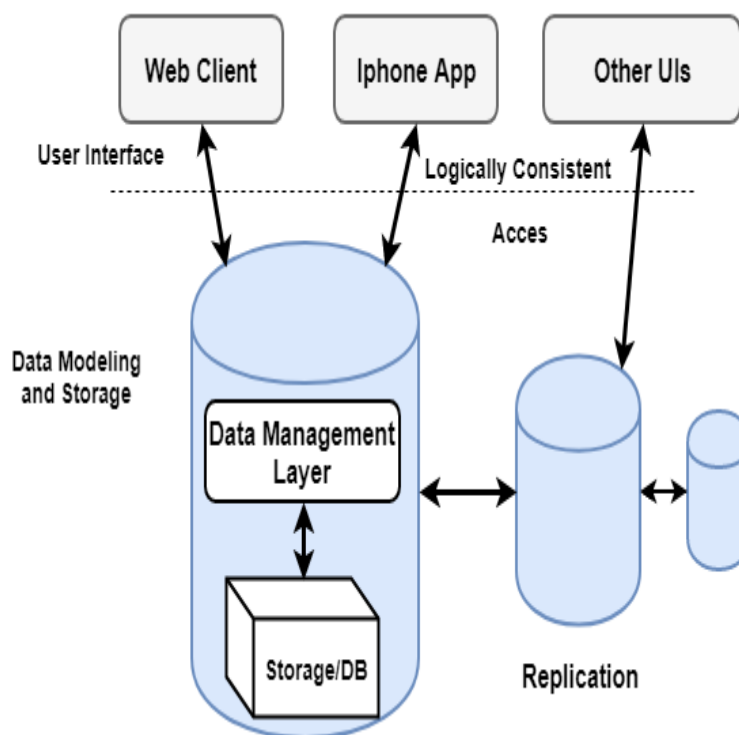 Web Client
Iphone App
Other UIs
User Interface
Logically Consistent
Acces
Data Modeling
and Storage
Data Management
Layer
Storage/DB
Replication